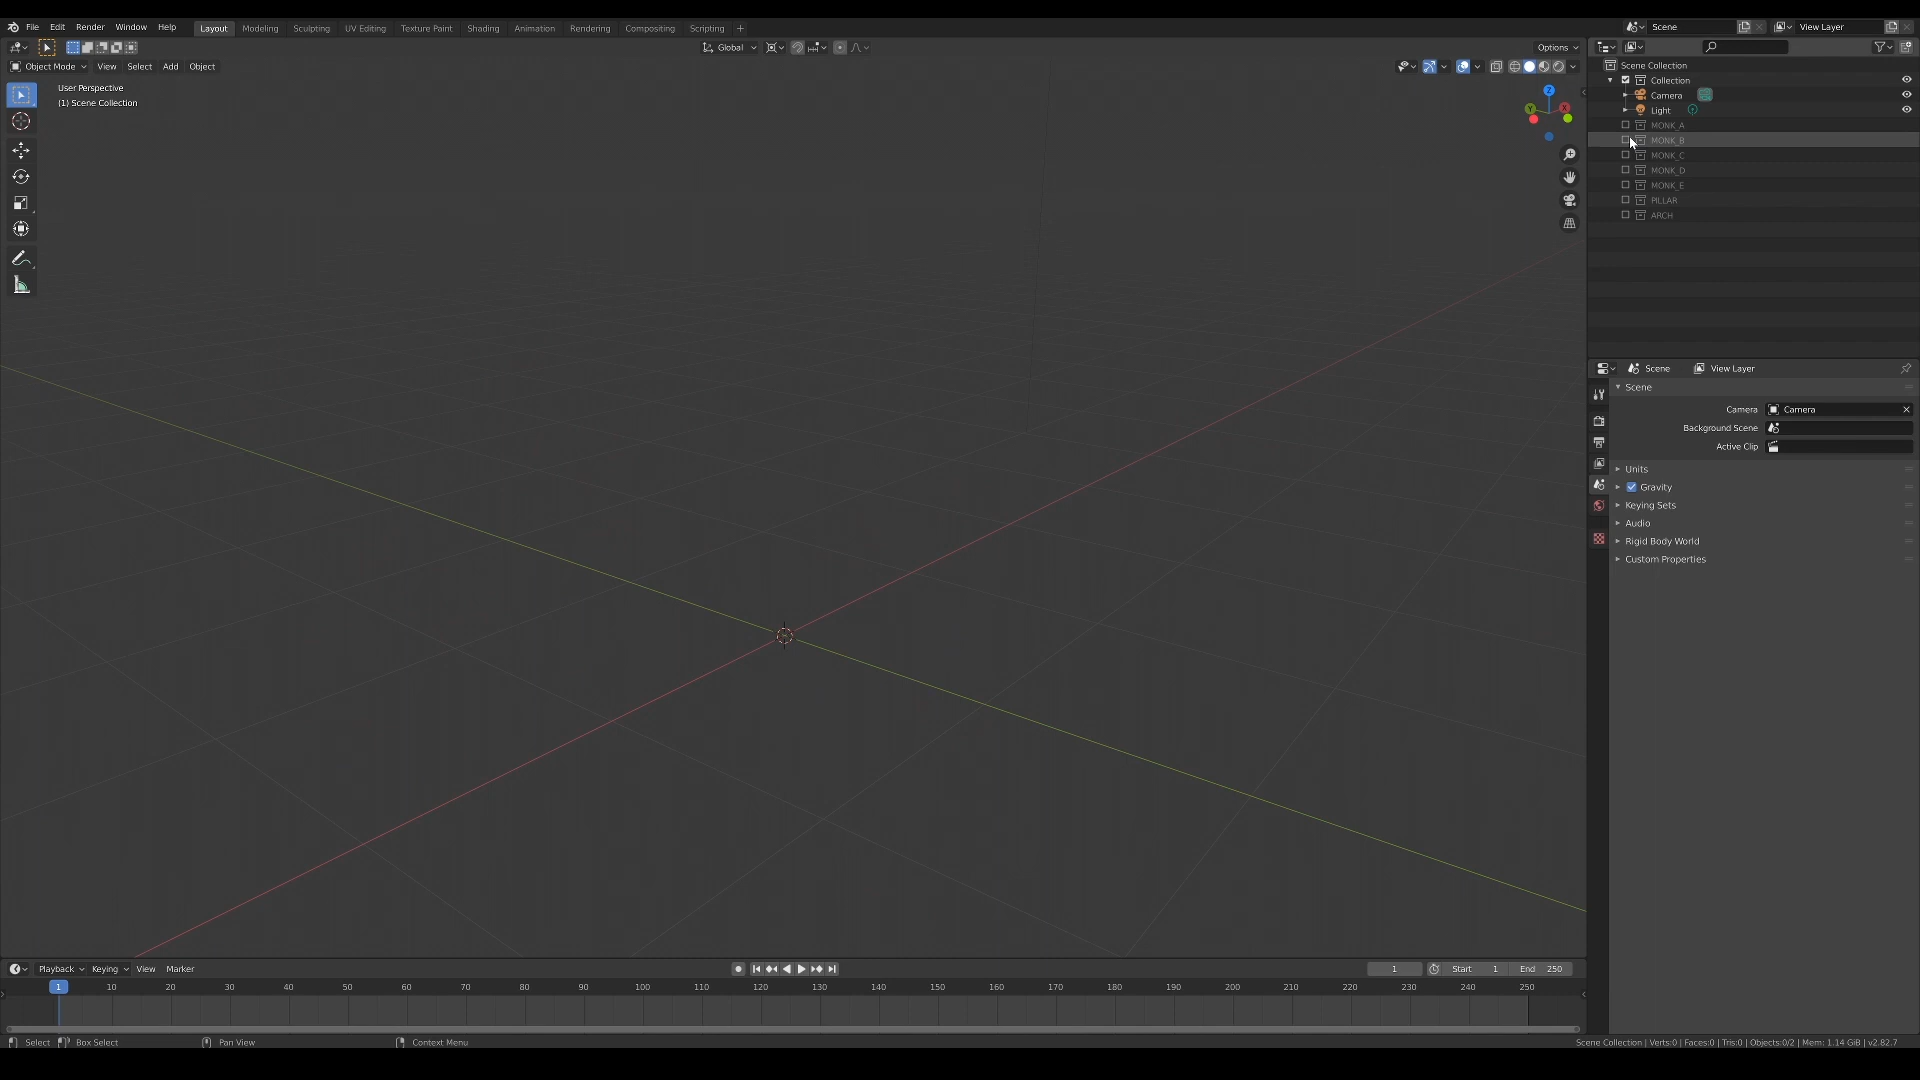 File Edit Render Window Help Layout Modeling Sculpting UV Editing Texture Paint Shading Animation Rendering Compositing Scripting +
Scene View Layer
Global Options
Object Mode View Select Add Object
User Perspective
(1) Scene Collection
Z
Y X
Scene Collection
Collection
Camera
Light
MONK_A
MONK_B
MONK_C
MONK_D
MONK_E
PILLAR
ARCH
Scene View Layer
Scene
Camera Camera
Background Scene
Active Clip
Units
Gravity
Keying Sets
Audio
Rigid Body World
Custom Properties
Playback Keying View Marker 1 Start 1 End 250
1 10 20 30 40 50 60 70 80 90 100 110 120 130 140 150 160 170 180 190 200 210 220 230 240 250
Select Box Select Pan View Context Menu Scene Collection | Verts:0 | Faces:0 | Tris:0 | Objects:0/2 | Mem: 1.14 GiB | v2.82.7